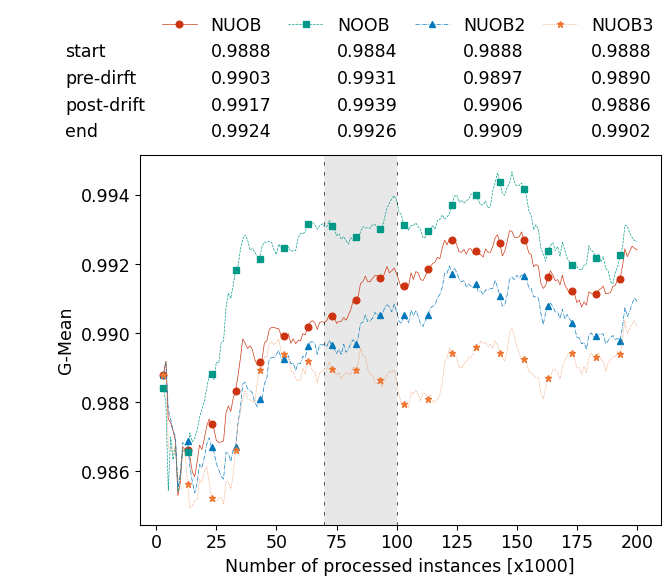 NUOB NOOB NUOB2 NUOB3
start 0.9888 0.9884 0.9888 0.9888
pre-dirft 0.9903 0.9931 0.9897 0.9890
post-drift 0.9917 0.9939 0.9906 0.9886
end 0.9924 0.9926 0.9909 0.9902
0.994
0.992
0.990
0.988
0.986
G-Mean
0 25 50 75 100 125 150 175 200
Number of processed instances [x1000]